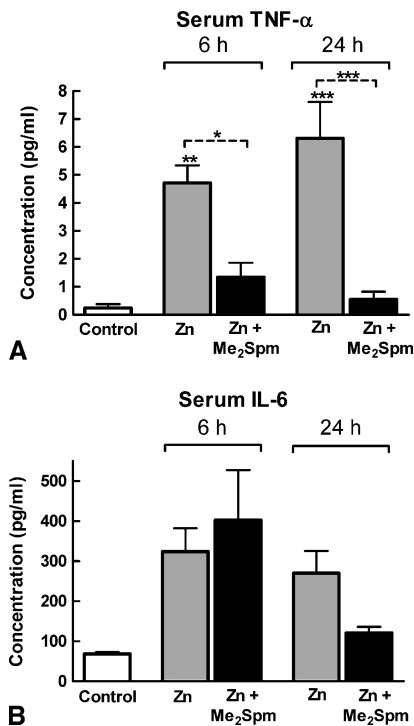 Serum TNF-α
6 h 24 h
8
7
6
5
4
3
2
1
0
Concentration (pg/ml)
** * *** ***
Control Zn Zn + Me₂Spm Zn Zn + Me₂Spm
A
Serum IL-6
6 h 24 h
500
400
300
200
100
0
Concentration (pg/ml)
Control Zn Zn + Me₂Spm Zn Zn + Me₂Spm
B